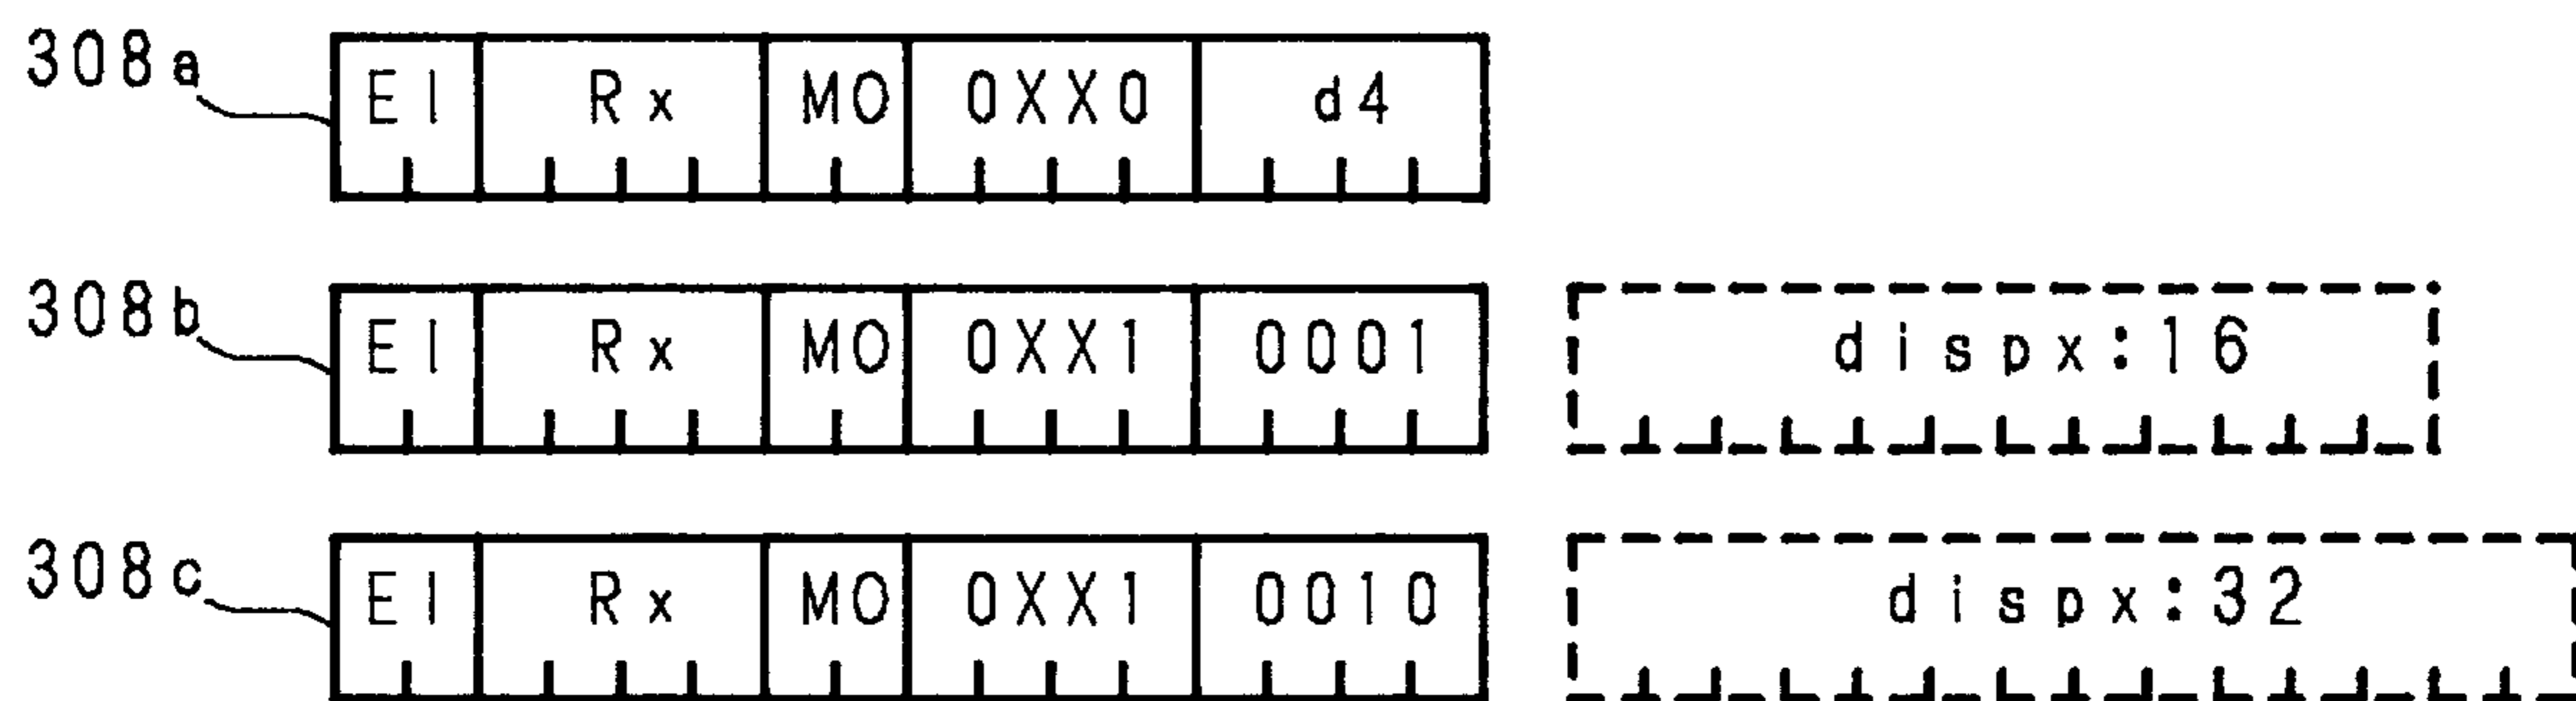 308a EI Rx MO 0XX0 d4
308b EI Rx MO 0XX1 0001 dispx:16
308c EI Rx MO 0XX1 0010 dispx:32